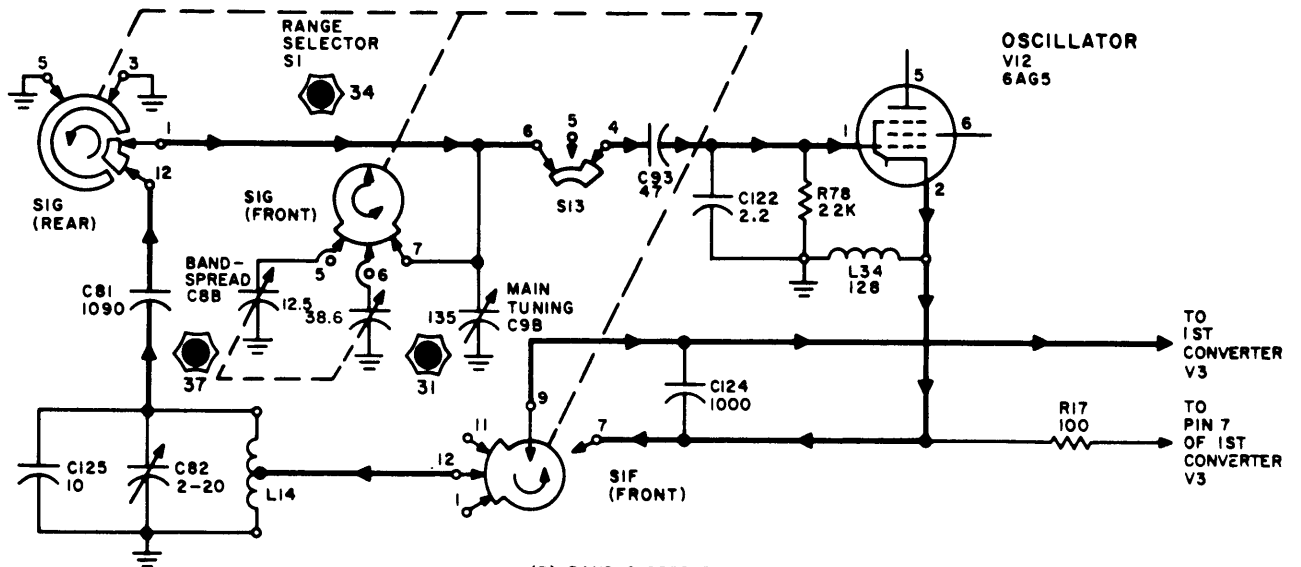 RANGE
SELECTOR
S1
34
OSCILLATOR
V12
6AG5
5
3
1
12
S1G
(REAR)
S1G
(FRONT)
5
6
7
6
5
4
S13
C93
47
C122
2.2
R78
22K
L34
128
1
5
6
2
C81
1090
BAND-
SPREAD
C8B
12.5
38.6
135
MAIN
TUNING
C9B
37
31
C125
10
C82
2-20
L14
9
11
12
1
7
S1F
(FRONT)
C124
1000
R17
100
TO
1ST
CONVERTER
V3
TO
PIN 7
OF 1ST
CONVERTER
V3